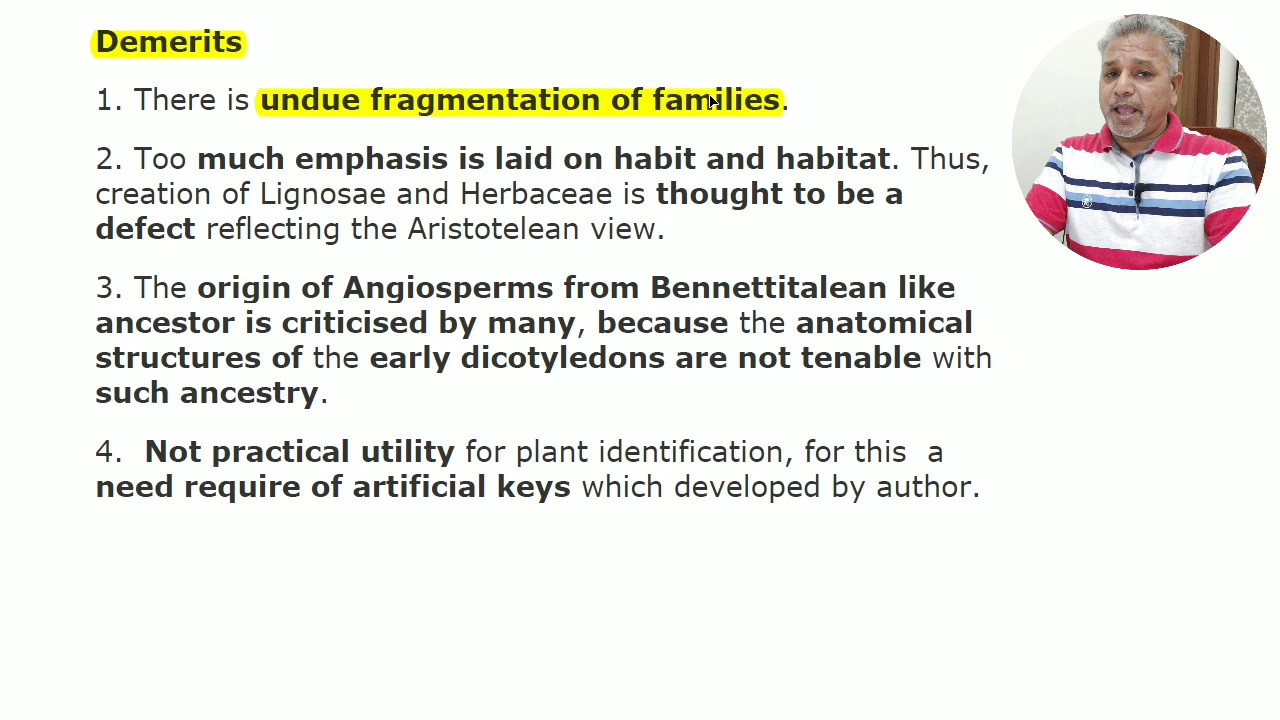 Demerits
1. There is undue fragmentation of families.
2. Too much emphasis is laid on habit and habitat. Thus,
creation of Lignosae and Herbaceae is thought to be a
defect reflecting the Aristotelean view.
3. The origin of Angiosperms from Bennettitalean like
ancestor is criticised by many, because the anatomical
structures of the early dicotyledons are not tenable with
such ancestry.
4. Not practical utility for plant identification, for this a
need require of artificial keys which developed by author.